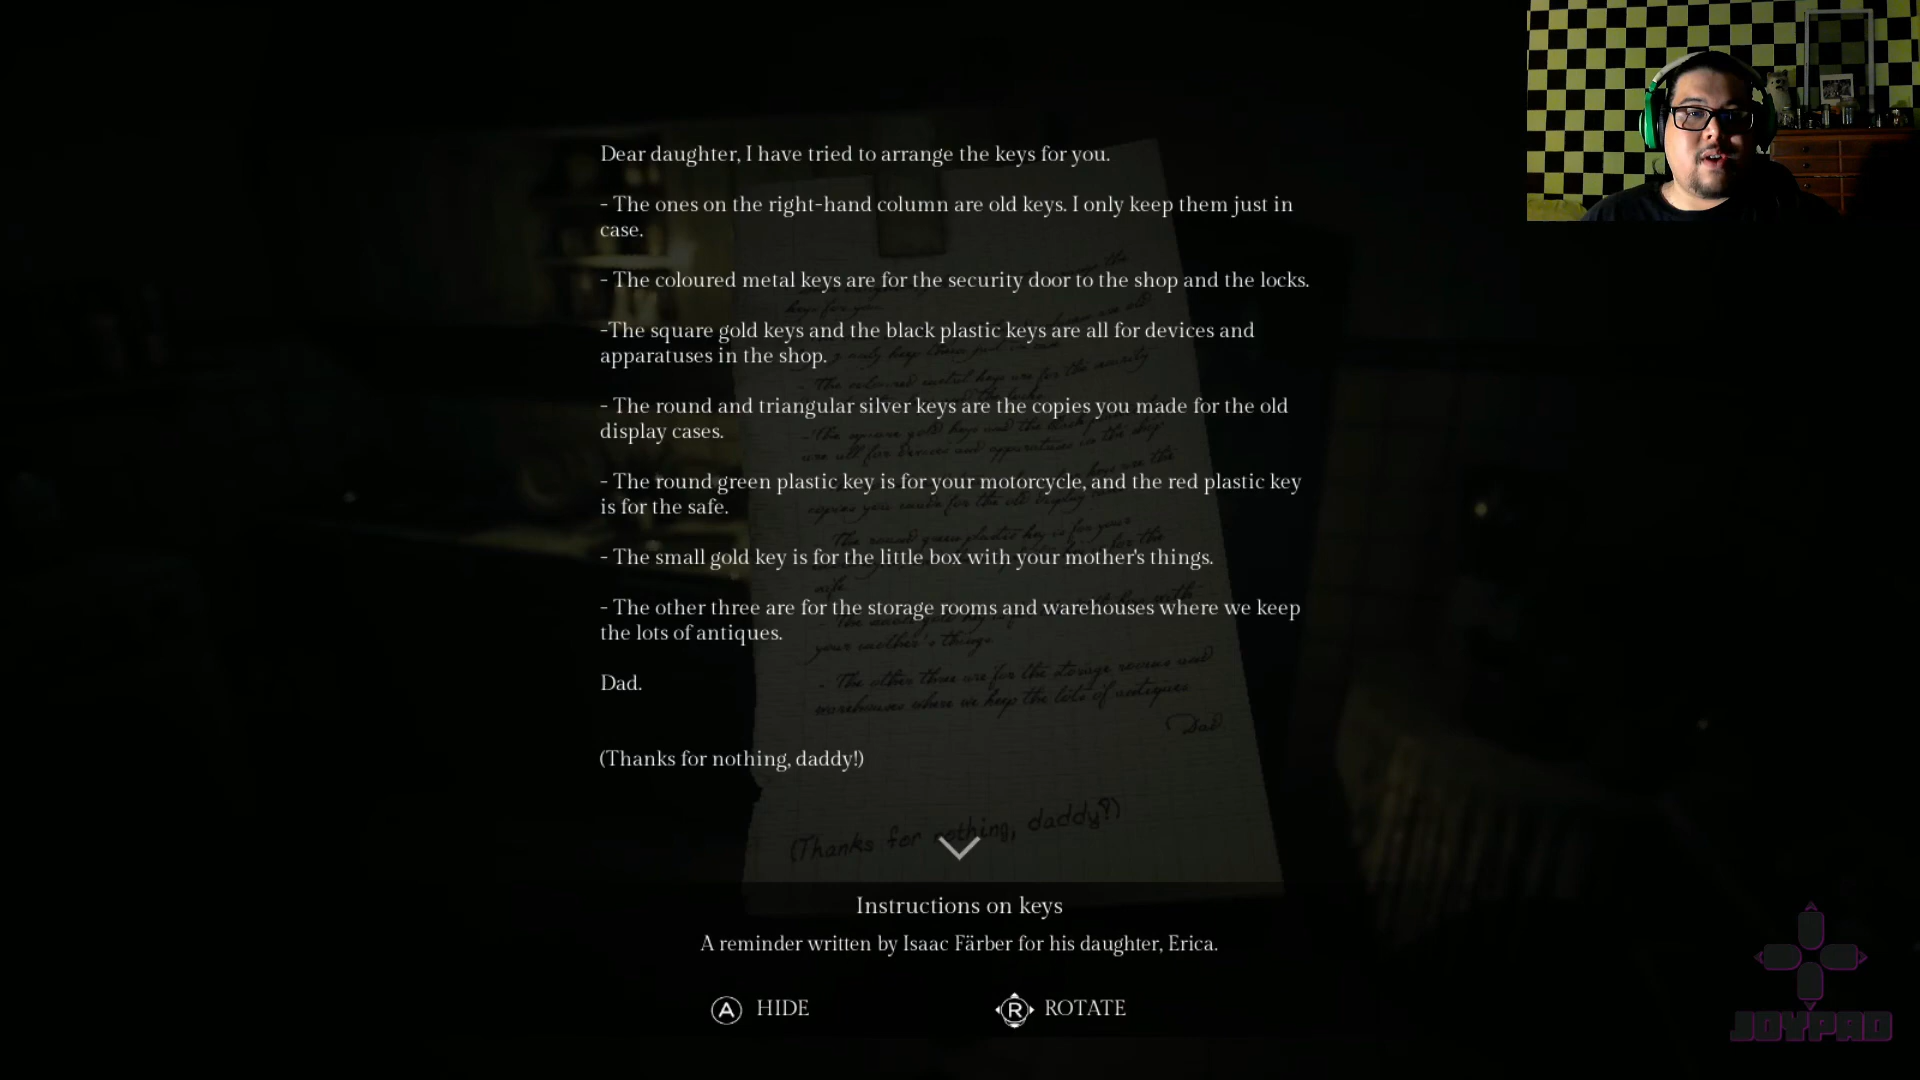 Dear daughter, I have tried to arrange the keys for you.
- The ones on the right-hand column are old keys. I only keep them just in
case.
- The coloured metal keys are for the security door to the shop and the locks.
-The square gold keys and the black plastic keys are all for devices and
apparatuses in the shop.
- The round and triangular silver keys are the copies you made for the old
display cases.
- The round green plastic key is for your motorcycle, and the red plastic key
is for the safe.
- The small gold key is for the little box with your mother's things.
- The other three are for the storage rooms and warehouses where we keep
the lots of antiques.
Dad.
(Thanks for nothing, daddy!)
Dad
(Thanks for nothing, daddy!)
Instructions on keys
A reminder written by Isaac Färber for his daughter, Erica.
A HIDE
R ROTATE
JOYPAD